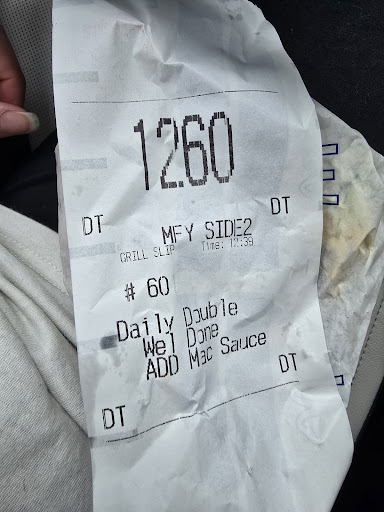 1260
DT DT
MFY SIDE2
GRILL SLIP Time: 17:39
# 60
Daily Double
Wel Done
ADD Mac Sauce
DT DT